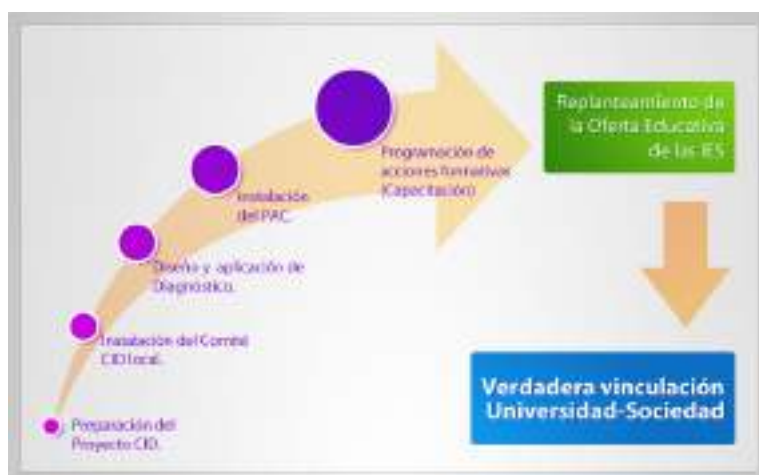 Replanteamiento de
la Oferta Educativa
de las IES
Programación de
acciones formativas
(Capacitación)
Instalación
del PAC.
Diseño y aplicación de
Diagnóstico.
Instalación del Comité
CID local.
Preparación del
Proyecto CID.
Verdadera vinculación
Universidad-Sociedad